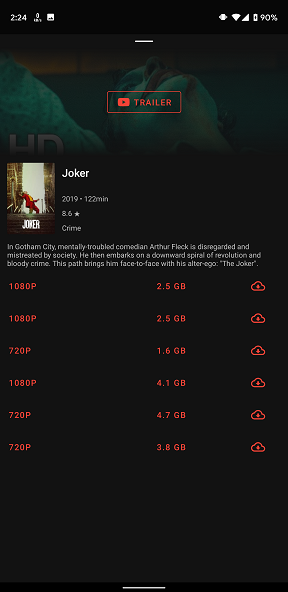 2:24
0
KB/s
90%
TRAILER
HD
JOKER
Joker
2019 • 122min
8.6 ★
Crime
In Gotham City, mentally-troubled comedian Arthur Fleck is disregarded and
mistreated by society. He then embarks on a downward spiral of revolution and
bloody crime. This path brings him face-to-face with his alter-ego: "The Joker".
1080P 2.5 GB
1080P 2.5 GB
720P 1.6 GB
1080P 4.1 GB
720P 4.7 GB
720P 3.8 GB